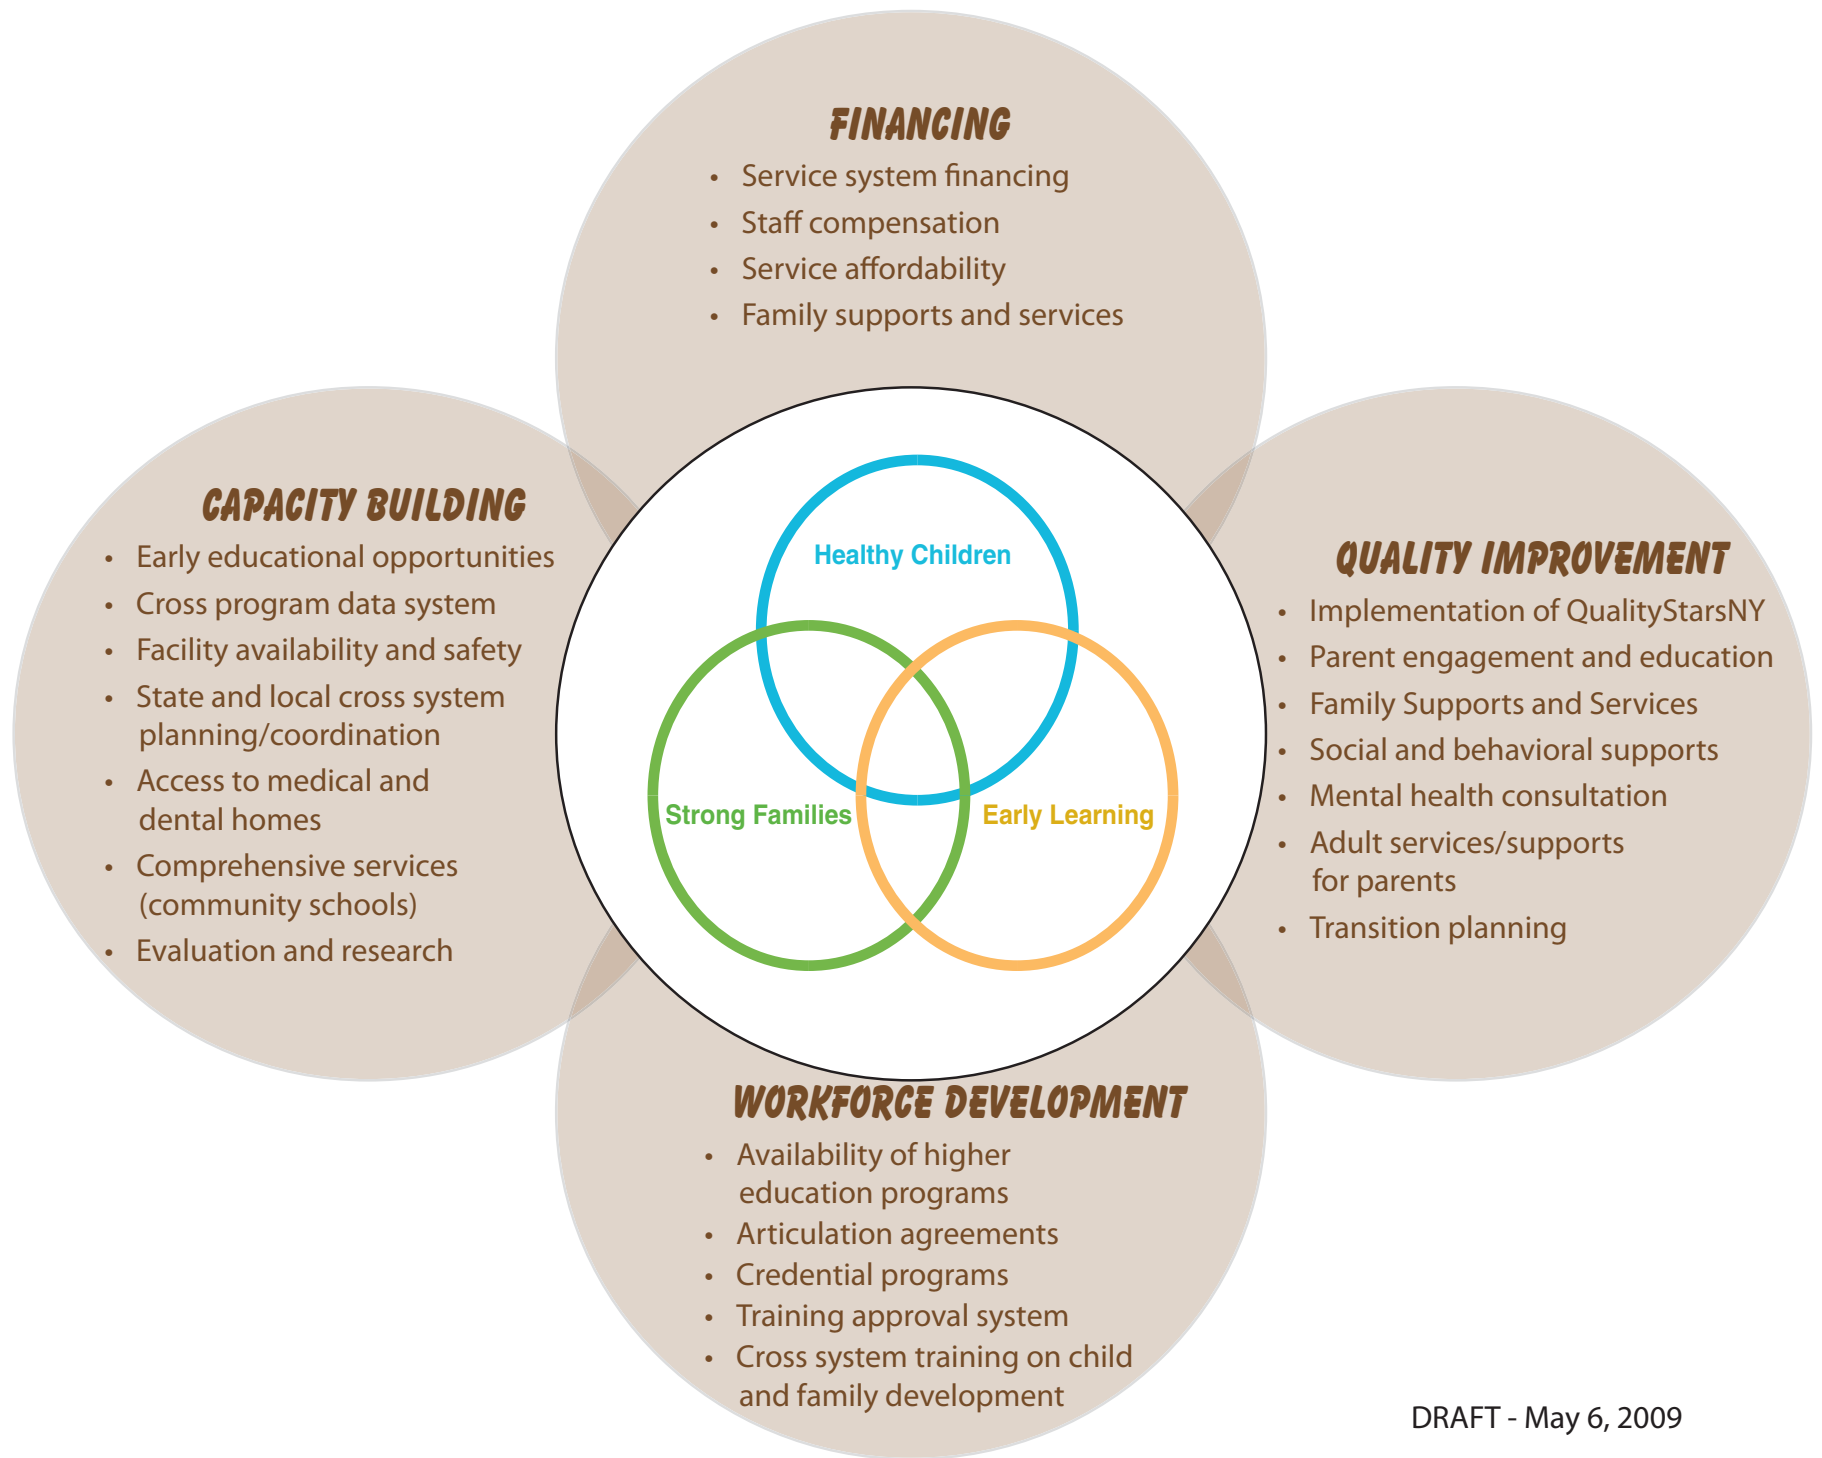 FINANCING
• Service system financing
• Staff compensation
• Service affordability
• Family supports and services
CAPACITY BUILDING
• Early educational opportunities
• Cross program data system
• Facility availability and safety
• State and local cross system
planning/coordination
• Access to medical and
dental homes
• Comprehensive services
(community schools)
• Evaluation and research
Healthy Children
Strong Families
Early Learning
QUALITY IMPROVEMENT
• Implementation of QualityStarsNY
• Parent engagement and education
• Family Supports and Services
• Social and behavioral supports
• Mental health consultation
• Adult services/supports
for parents
• Transition planning
WORKFORCE DEVELOPMENT
• Availability of higher
education programs
• Articulation agreements
• Credential programs
• Training approval system
• Cross system training on child
and family development
DRAFT - May 6, 2009